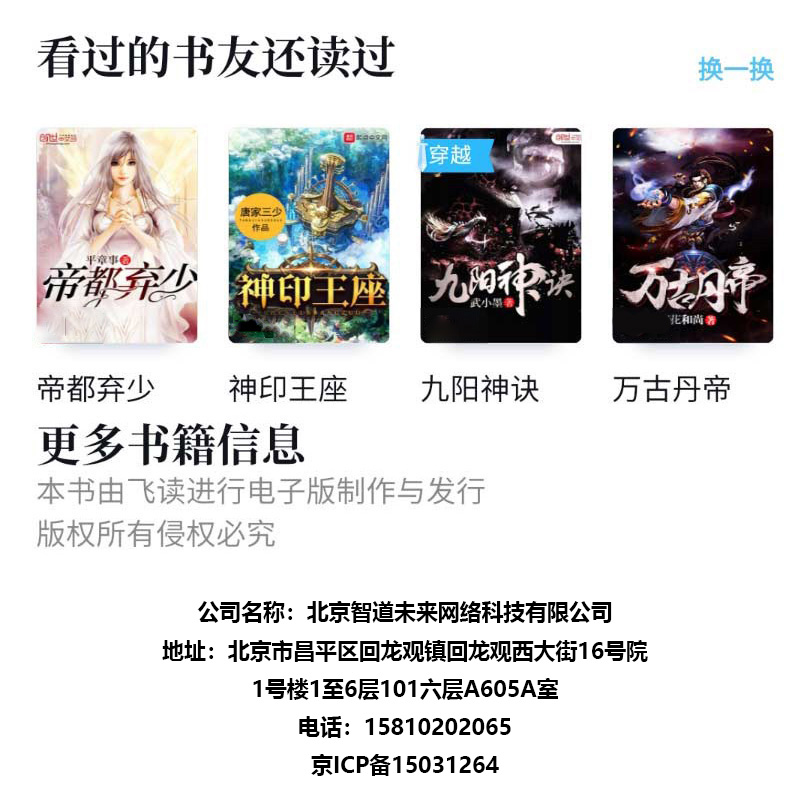 看过的书友还读过
换一换
平章事 著
帝都弃少
起点中文网
唐家三少
作品
神印王座
穿越
九阳神诀
武小墨 著
万古丹帝
花和尚 著
帝都弃少
神印王座
九阳神诀
万古丹帝
更多书籍信息
本书由飞读进行电子版制作与发行
版权所有侵权必究
公司名称：北京智道未来网络科技有限公司
地址：北京市昌平区回龙观镇回龙观西大街16号院
1号楼1至6层101六层A605A室
电话：15810202065
京ICP备15031264